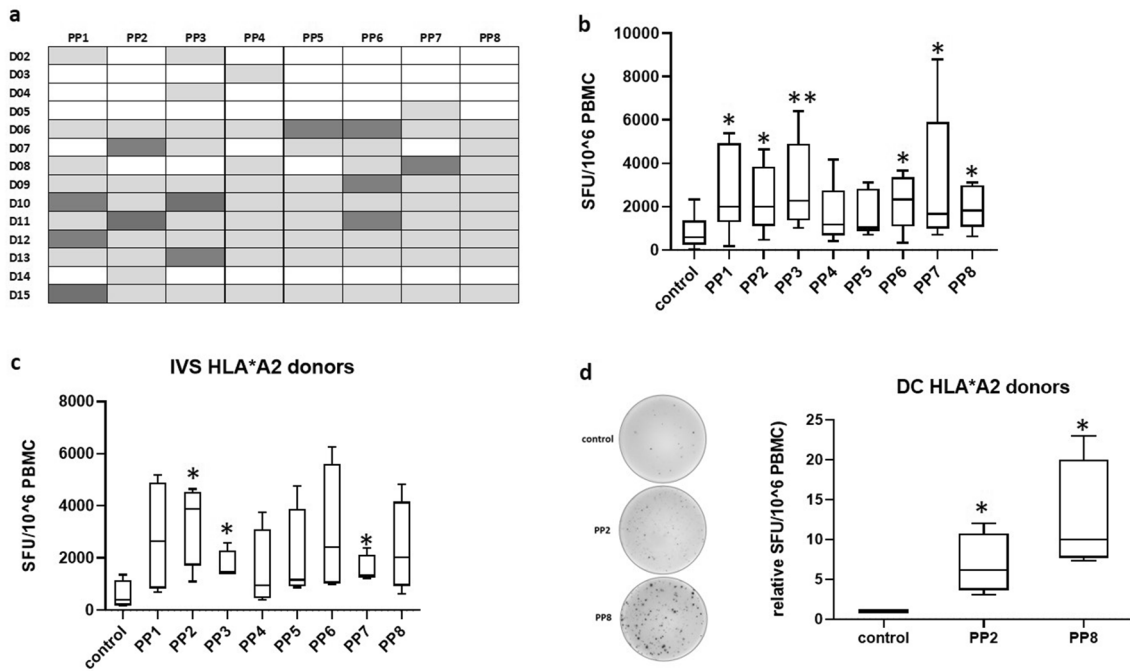 a
PP1 PP2 PP3 PP4 PP5 PP6 PP7 PP8
D02
D03
D04
D05
D06
D07
D08
D09
D10
D11
D12
D13
D14
D15
b
SFU/10^6 PBMC
10000
8000
6000
4000
2000
0
* * ** * * *
control PP1 PP2 PP3 PP4 PP5 PP6 PP7 PP8
c
IVS HLA*A2 donors
SFU/10^6 PBMC
8000
6000
4000
2000
0
* * *
control PP1 PP2 PP3 PP4 PP5 PP6 PP7 PP8
d
control
PP2
PP8
DC HLA*A2 donors
relative SFU/10^6 PBMC)
25
20
15
10
5
0
* *
control PP2 PP8